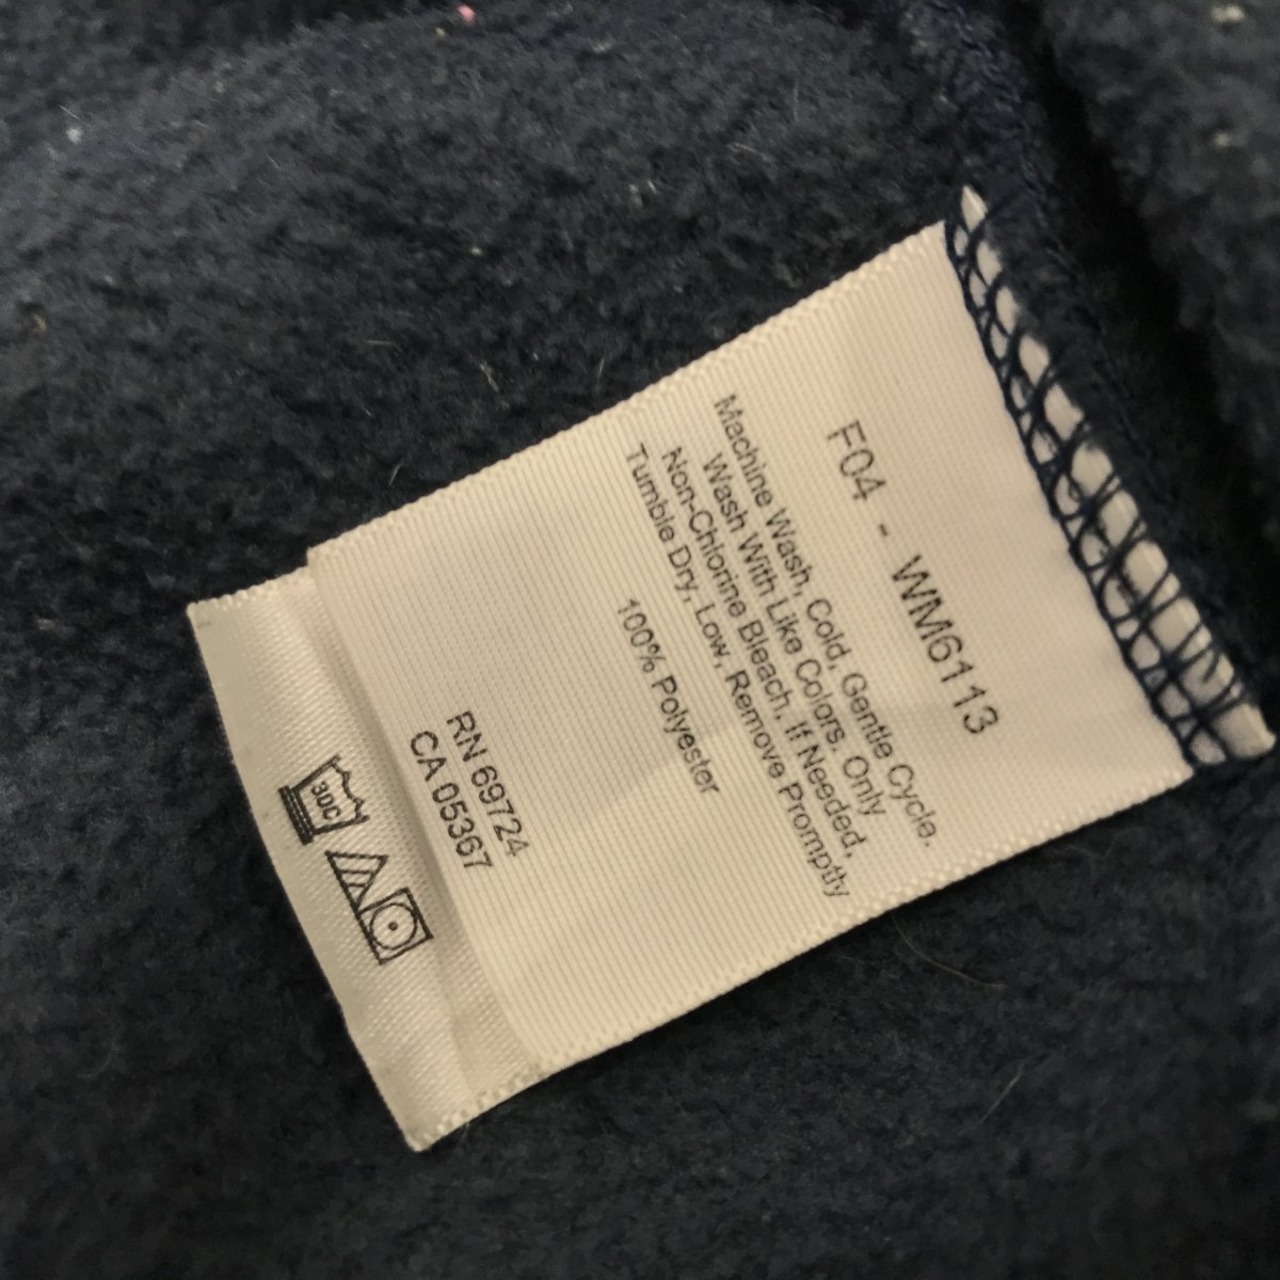 F04 - WM6113
Machine Wash, Cold, Gentle Cycle.
Wash With Like Colors. Only
Non-Chlorine Bleach, If Needed,
Tumble Dry, Low, Remove Promptly
100% Polyester
RN 69724
CA 05367
30C